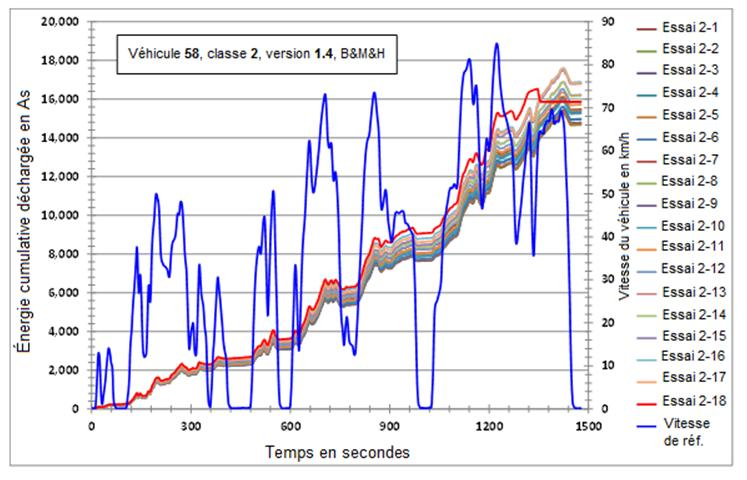 Véhicule 58, classe 2, version 1.4, B&M&H
Énergie cumulative déchargée en As
20.000
18.000
16.000
14.000
12.000
10.000
8.000
6.000
4.000
2.000
0
90
80
70
60
50
40
30
20
10
0
Vitesse du véhicule en km/h
0
300
600
900
1200
1500
Temps en secondes
Essai 2-1
Essai 2-2
Essai 2-3
Essai 2-4
Essai 2-5
Essai 2-6
Essai 2-7
Essai 2-8
Essai 2-9
Essai 2-10
Essai 2-11
Essai 2-12
Essai 2-13
Essai 2-14
Essai 2-15
Essai 2-16
Essai 2-17
Essai 2-18
Vitesse
de réf.